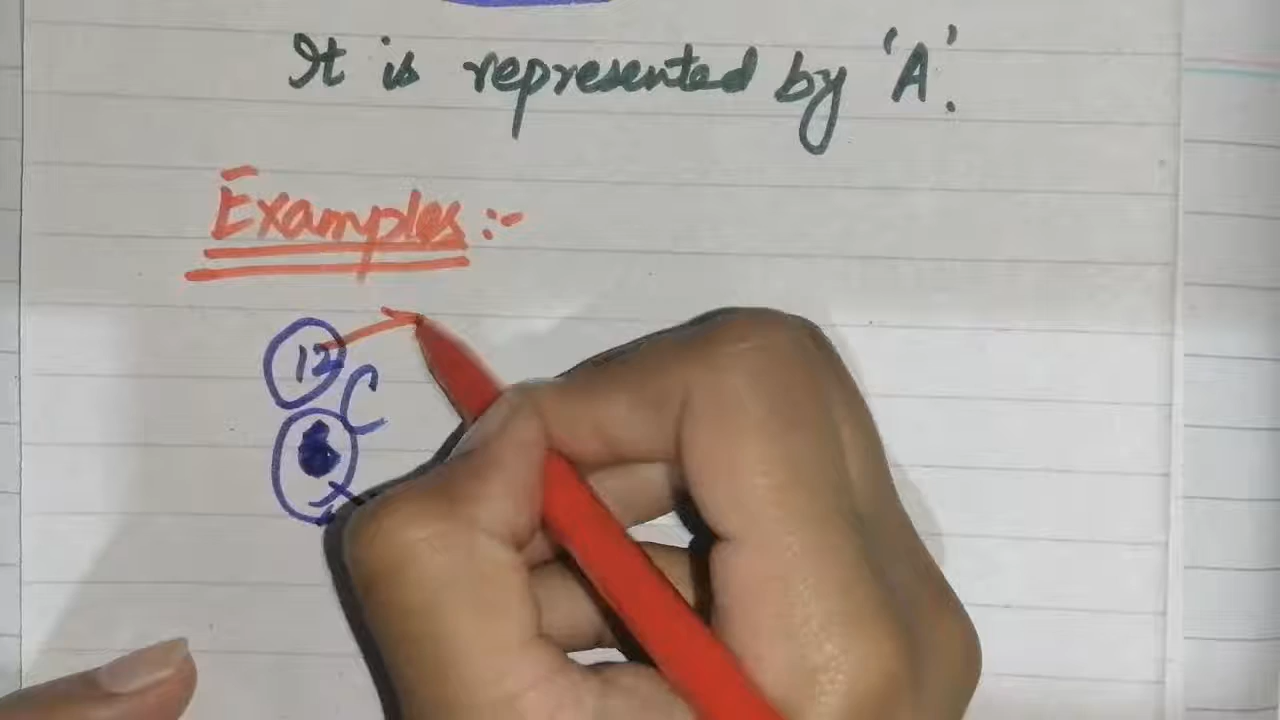 It is represented by 'A'.
Examples :-
12
C